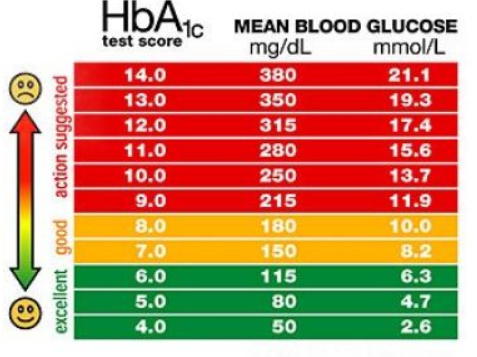 HbA1c MEAN BLOOD GLUCOSE
test score mg/dL mmol/L
14.0 380 21.1
13.0 350 19.3
12.0 315 17.4
11.0 280 15.6
10.0 250 13.7
9.0 215 11.9
8.0 180 10.0
7.0 150 8.2
6.0 115 6.3
5.0 80 4.7
4.0 50 2.6
action suggested
good
excellent